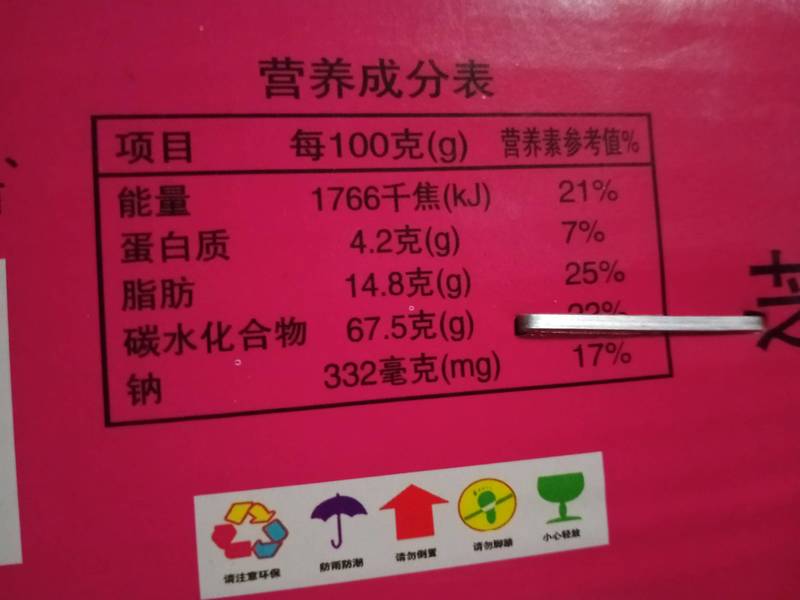 营养成分表
项目 每100克(g) 营养素参考值%
能量 1766千焦(kJ) 21%
蛋白质 4.2克(g) 7%
脂肪 14.8克(g) 25%
碳水化合物 67.5克(g)
钠 332毫克(mg) 17%
请注意环保 防雨防潮 请勿倒置 请勿脚踏 小心轻放